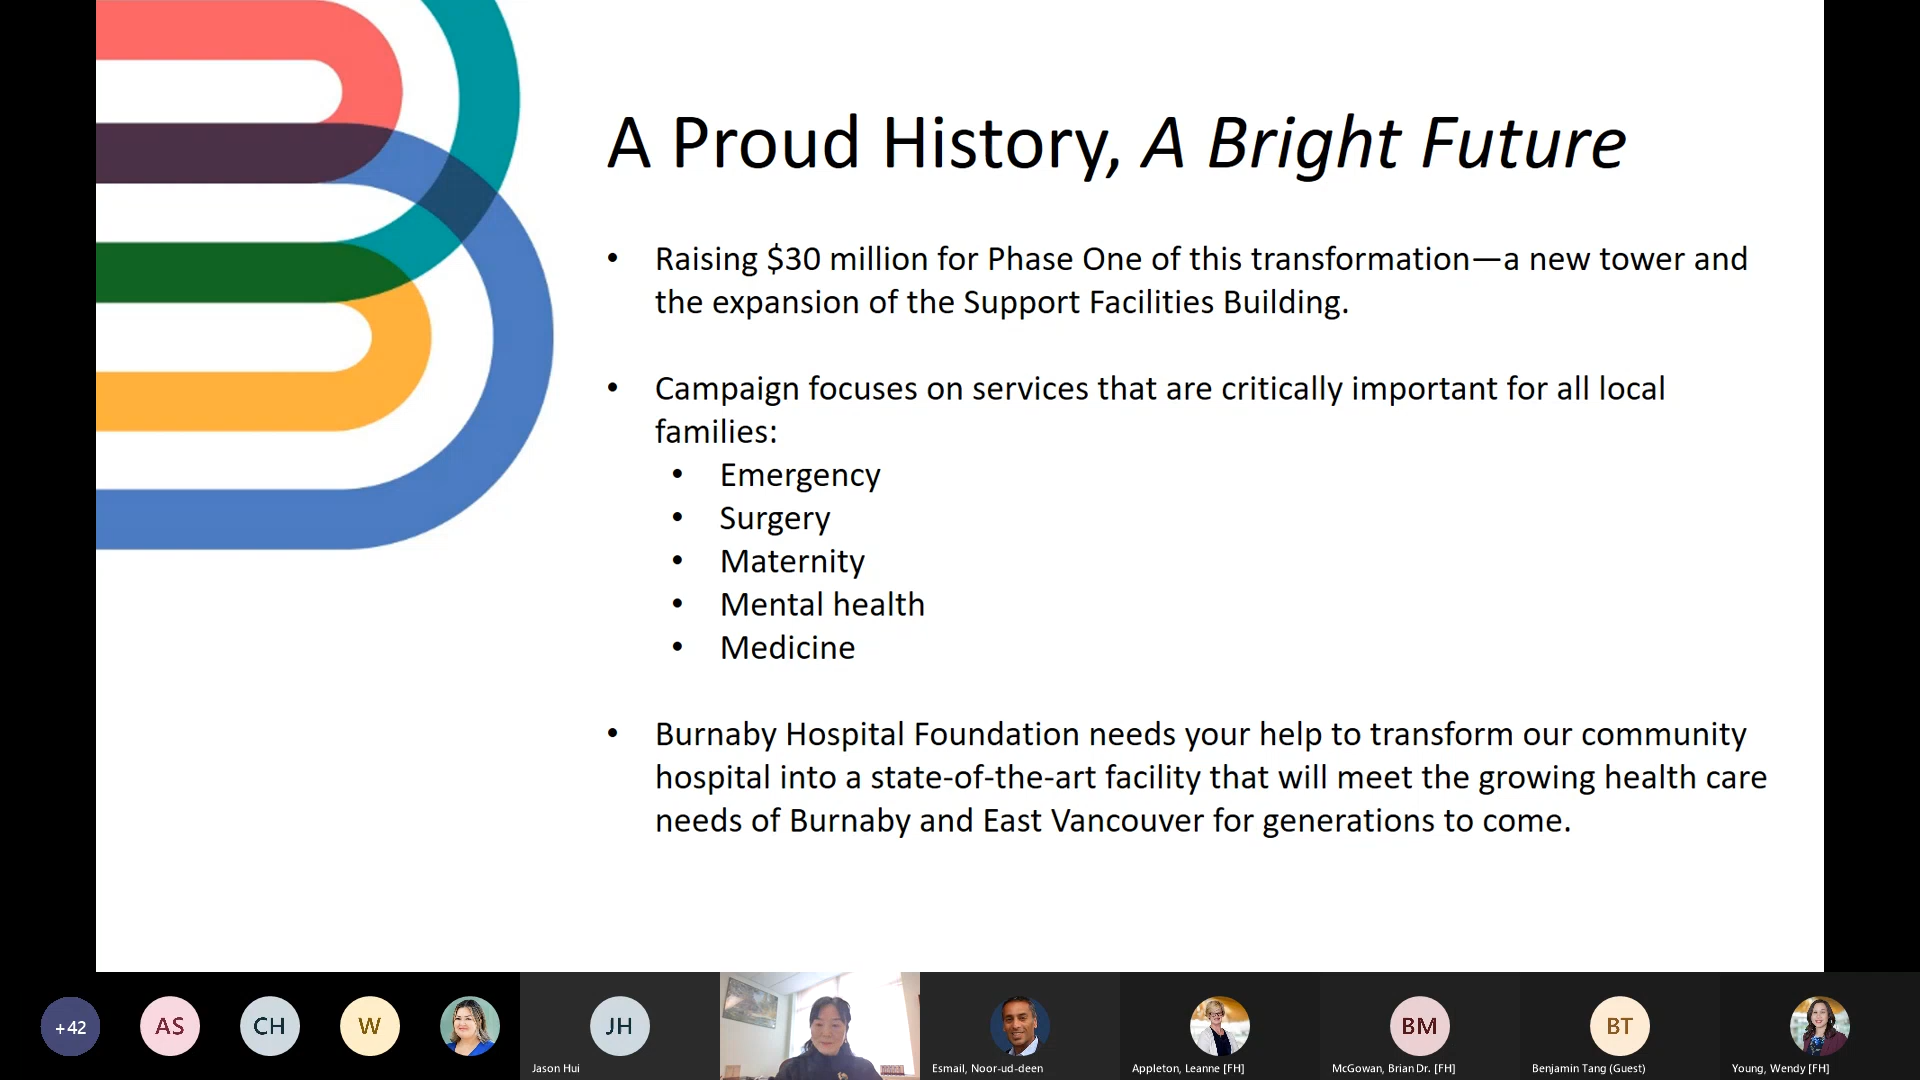 A Proud History, A Bright Future
• Raising $30 million for Phase One of this transformation—a new tower and
the expansion of the Support Facilities Building.
• Campaign focuses on services that are critically important for all local
families:
• Emergency
• Surgery
• Maternity
• Mental health
• Medicine
• Burnaby Hospital Foundation needs your help to transform our community
hospital into a state-of-the-art facility that will meet the growing health care
needs of Burnaby and East Vancouver for generations to come.
+42
AS
CH
W
JH
BM
BT
Jason Hui
Esmail, Noor-ud-deen
Appleton, Leanne [FH]
McGowan, Brian Dr. [FH]
Benjamin Tang (Guest)
Young, Wendy [FH]